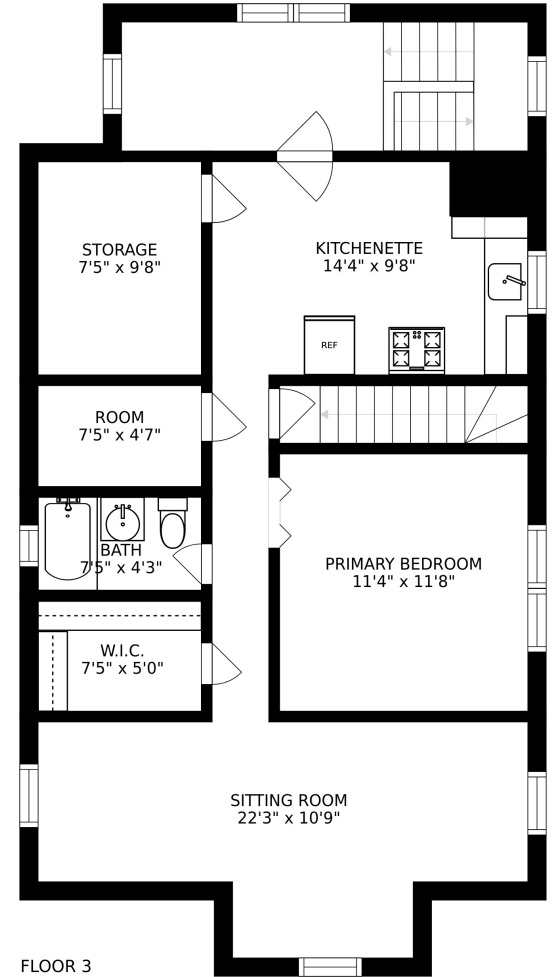 STORAGE
7'5" x 9'8"
KITCHENETTE
14'4" x 9'8"
REF
ROOM
7'5" x 4'7"
BATH
7'5" x 4'3"
PRIMARY BEDROOM
11'4" x 11'8"
W.I.C.
7'5" x 5'0"
SITTING ROOM
22'3" x 10'9"
FLOOR 3